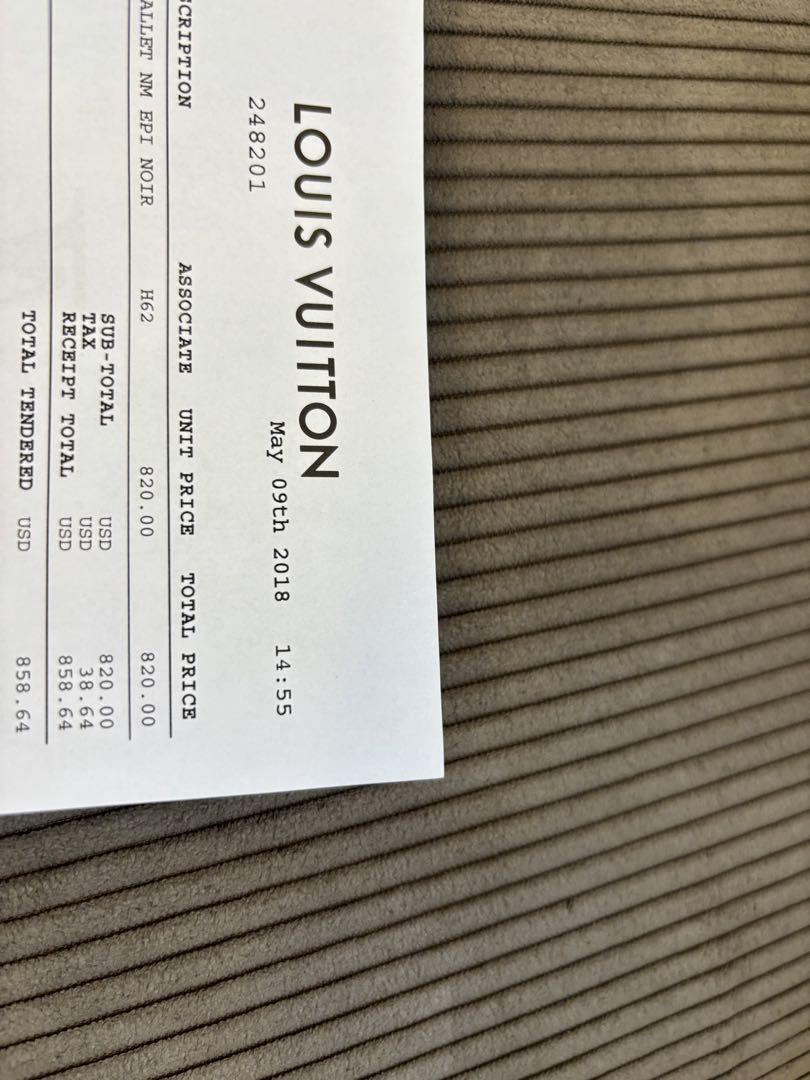 LOUIS VUITTON
May 09th 2018 14:55
248201
ASSOCIATE UNIT PRICE TOTAL PRICE
NM EPI NOIR H62 820.00 820.00
SUB-TOTAL USD 820.00
TAX USD 38.64
RECEIPT TOTAL USD 858.64
TOTAL TENDERED USD 858.64